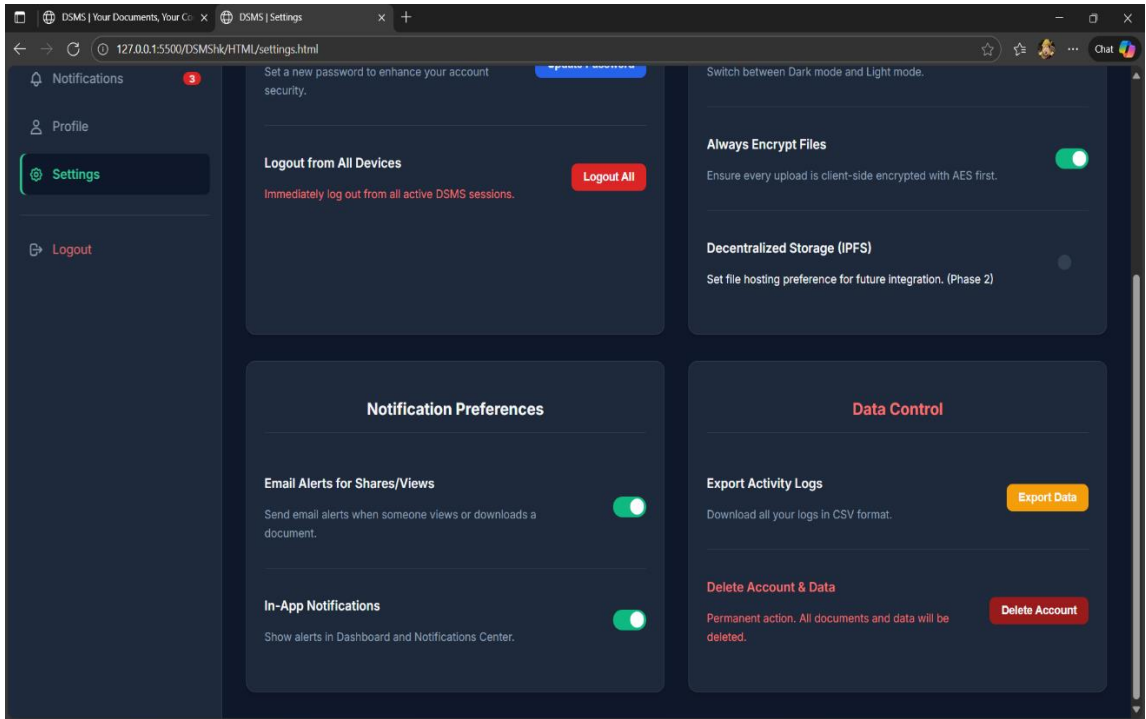 DSMS | Your Documents, Your Co
DSMS | Settings
127.0.0.1:5500/DSMShk/HTML/settings.html
Chat
Notifications 3
Profile
Settings
Logout
Set a new password to enhance your account
security.
Update Password
Logout from All Devices
Immediately log out from all active DSMS sessions.
Logout All
Switch between Dark mode and Light mode.
Always Encrypt Files
Ensure every upload is client-side encrypted with AES first.
Decentralized Storage (IPFS)
Set file hosting preference for future integration. (Phase 2)
Notification Preferences
Email Alerts for Shares/Views
Send email alerts when someone views or downloads a
document.
In-App Notifications
Show alerts in Dashboard and Notifications Center.
Data Control
Export Activity Logs
Download all your logs in CSV format.
Export Data
Delete Account & Data
Permanent action. All documents and data will be
deleted.
Delete Account